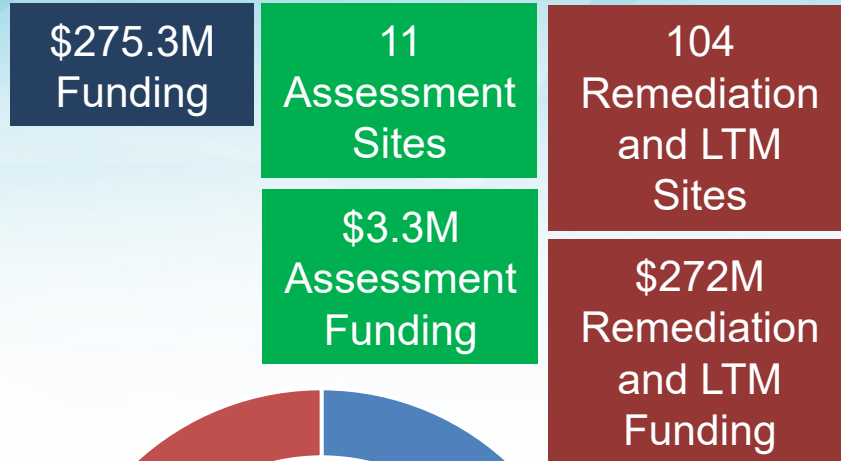 $275.3M
Funding
11
Assessment
Sites
$3.3M
Assessment
Funding
104
Remediation
and LTM
Sites
$272M
Remediation
and LTM
Funding